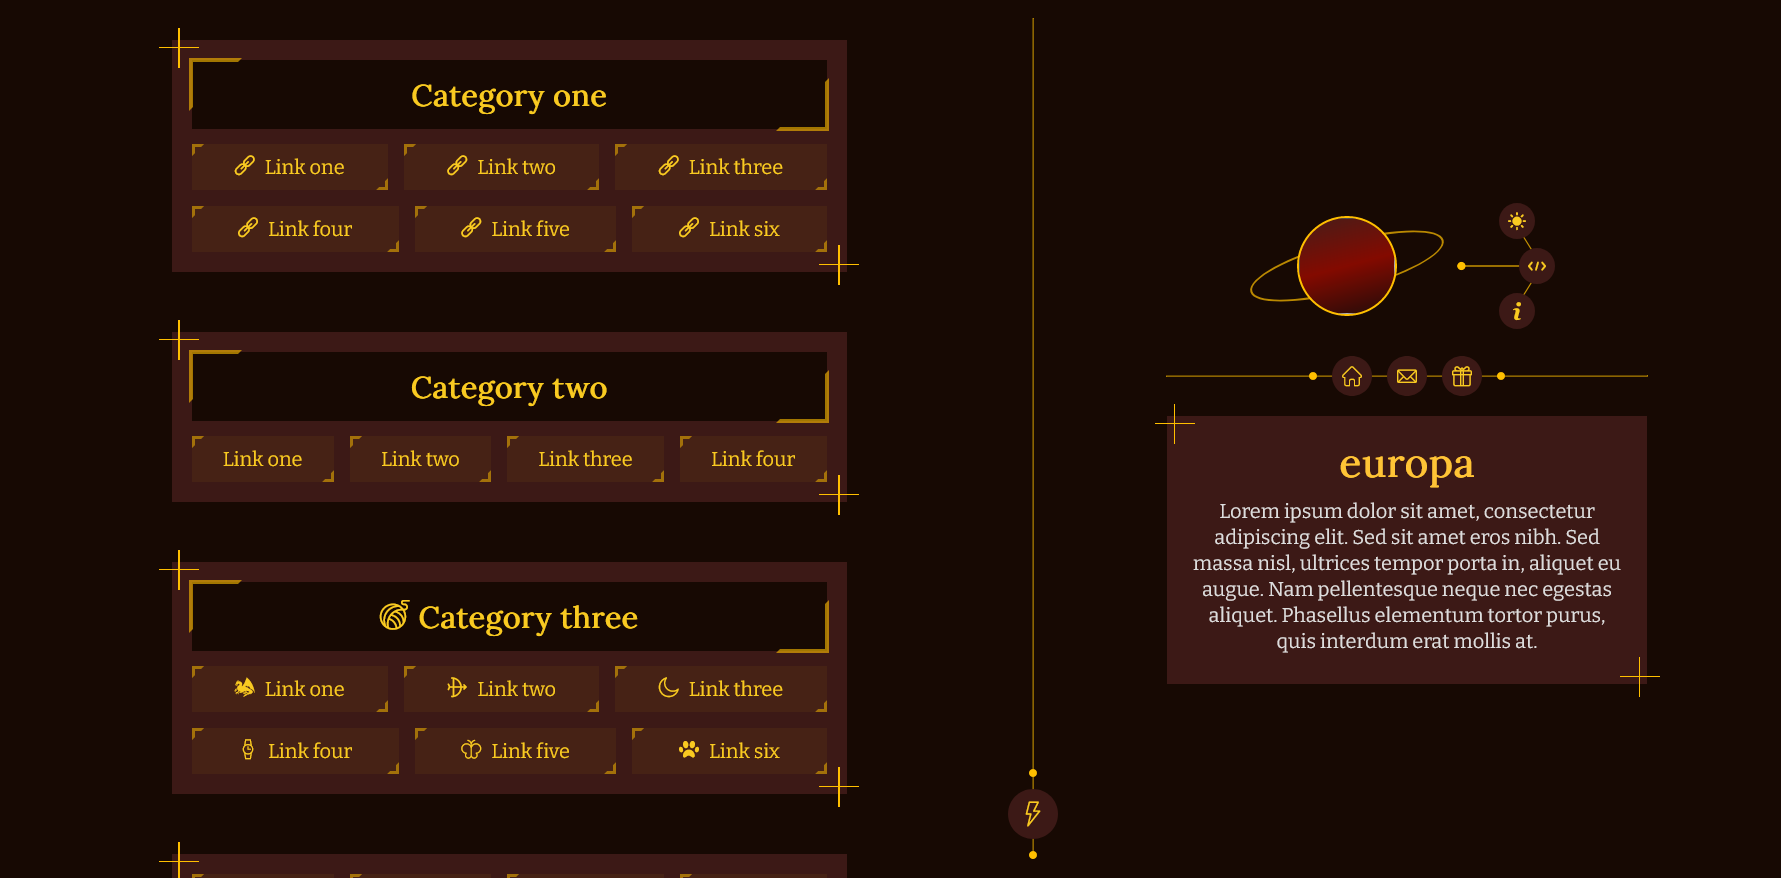 Category one
Link one
Link two
Link three
Link four
Link five
Link six
Category two
Link one
Link two
Link three
Link four
Category three
Link one
Link two
Link three
Link four
Link five
Link six
europa
Lorem ipsum dolor sit amet, consectetur
adipiscing elit. Sed sit amet eros nibh. Sed
massa nisl, ultrices tempor porta in, aliquet eu
augue. Nam pellentesque neque nec egestas
aliquet. Phasellus elementum tortor purus,
quis interdum erat mollis at.